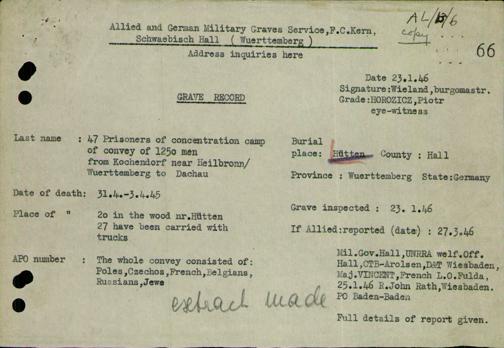 Allied and German Military Graves Service, F.C.Kern,
Schwaebisch Hall ( Wuerttemberg )
Address inquiries here
copy
66
GRAVE RECORD
Date 23.1.46
Signature:Wieland,burgomastr.
Grade:HOROZICZ,Piotr
eye-witness
Last name : 47 Prisoners of concentration camp
of convey of 1250 men
from Kochendorf near Heilbronn/
Wuerttemberg to Dachau
Burial
place: Hütten County : Hall
Province : Wuerttemberg State:Germany
Date of death: 31.4.-3.4.45
Place of " 2o in the wood nr.Hütten
27 have been carried with
trucks
Grave inspected : 23. 1.46
If Allied:reported (date) : 27.3.46
APO number : The whole convey consisted of:
Poles,Czechos,French,Belgians,
Russians,Jews
Mil.Gov.Hall,UNRRA welf.Off.
Hall,CTB-Arolsen,D&T Wiesbaden,
Maj.VINCENT,French L.O.Fulda,
25.1.46 R.John Rath,Wiesbaden.
PO Baden-Baden
extract made
Full details of report given.